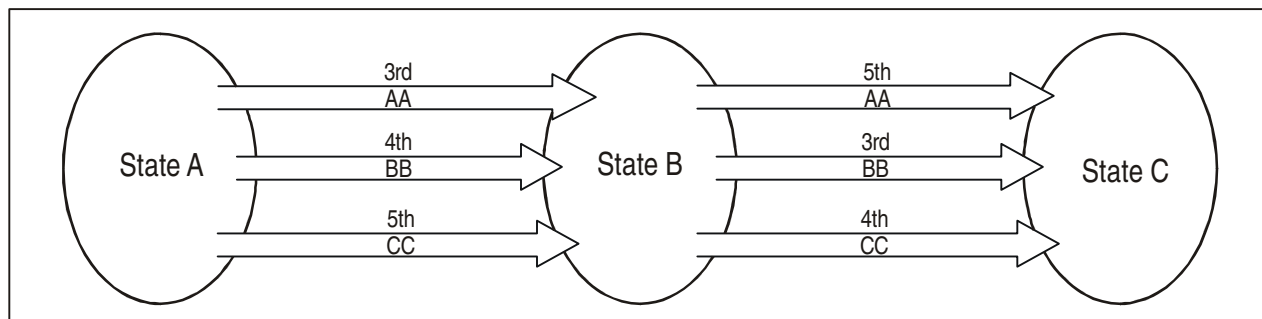 3rd
AA
5th
AA
State A
4th
BB
State B
3rd
BB
State C
5th
CC
4th
CC